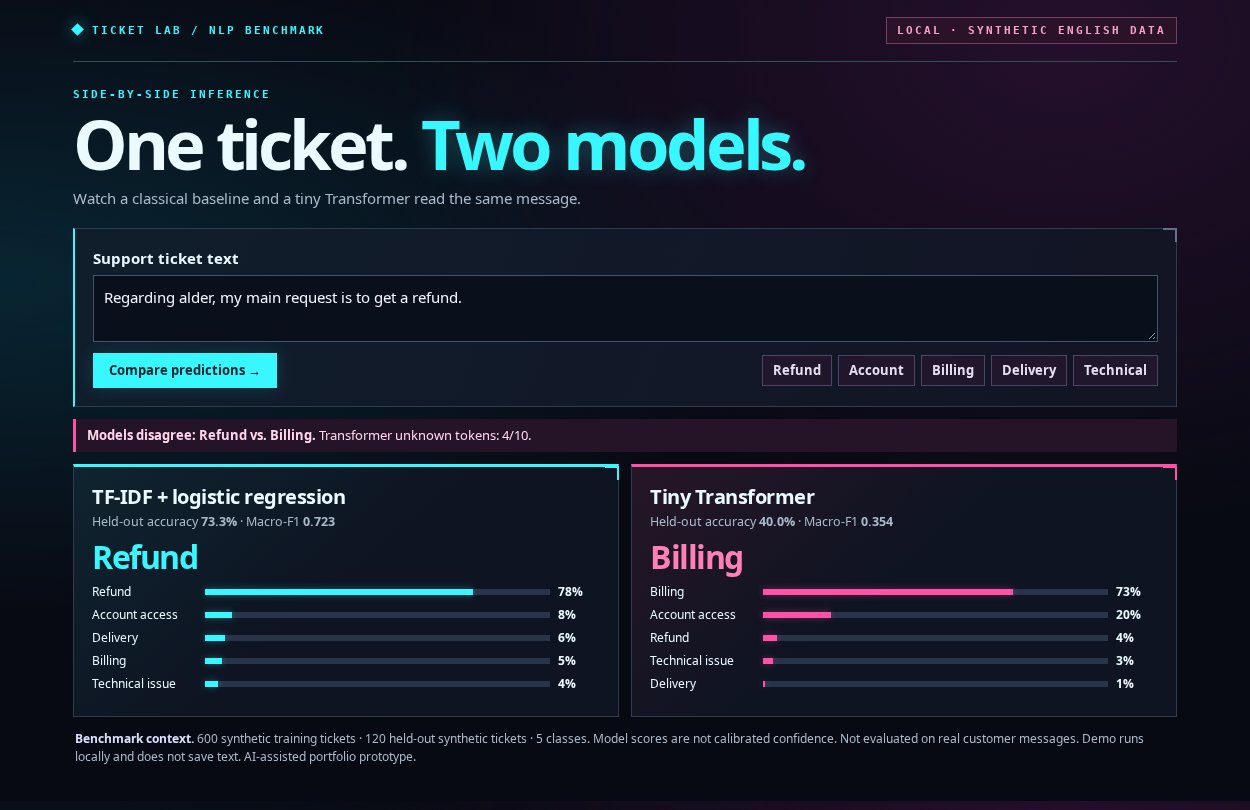 TICKET LAB / NLP BENCHMARK
LOCAL · SYNTHETIC ENGLISH DATA
SIDE-BY-SIDE INFERENCE
One ticket. Two models.
Watch a classical baseline and a tiny Transformer read the same message.
Support ticket text
Regarding alder, my main request is to get a refund.
Compare predictions →
Refund
Account
Billing
Delivery
Technical
Models disagree: Refund vs. Billing. Transformer unknown tokens: 4/10.
TF-IDF + logistic regression
Held-out accuracy 73.3% · Macro-F1 0.723
Refund
Refund 78%
Account access 8%
Delivery 6%
Billing 5%
Technical issue 4%
Tiny Transformer
Held-out accuracy 40.0% · Macro-F1 0.354
Billing
Billing 73%
Account access 20%
Refund 4%
Technical issue 3%
Delivery 1%
Benchmark context. 600 synthetic training tickets · 120 held-out synthetic tickets · 5 classes. Model scores are not calibrated confidence. Not evaluated on real customer messages. Demo runs
locally and does not save text. AI-assisted portfolio prototype.